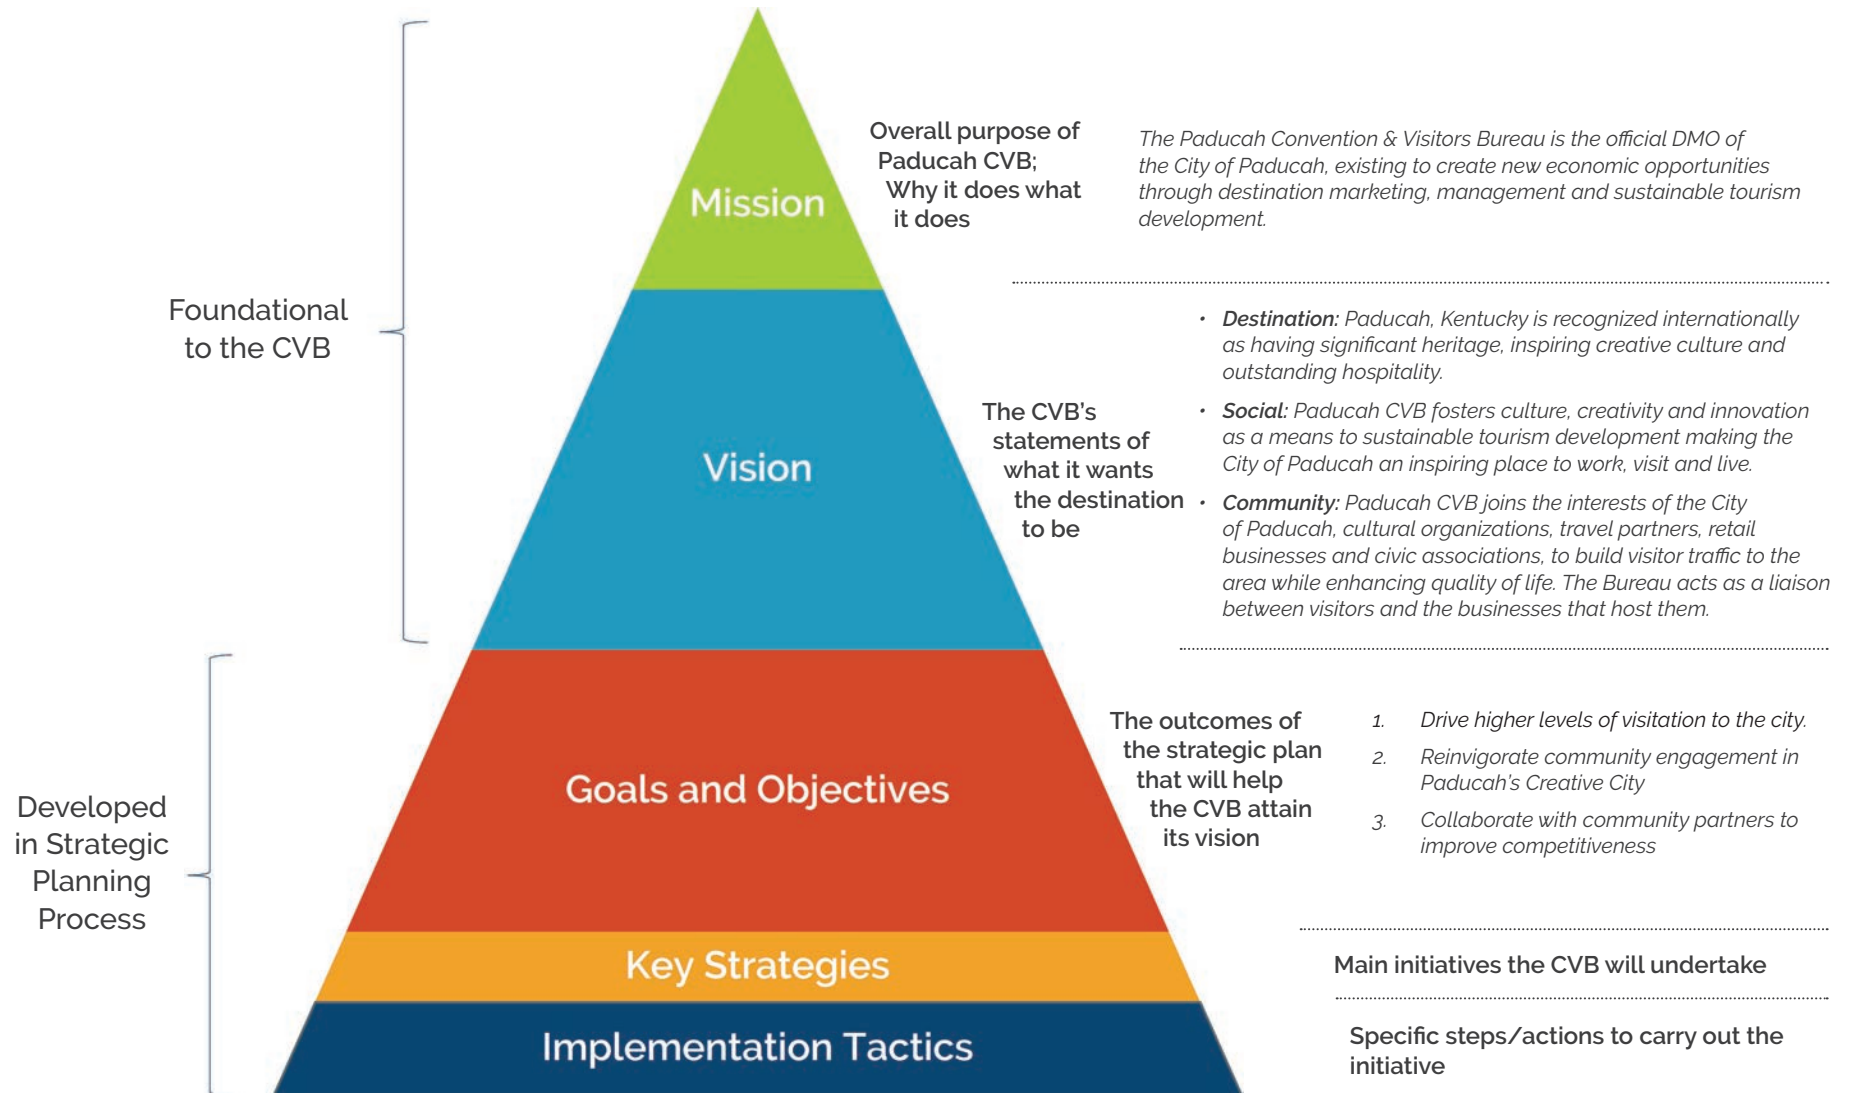 Foundational
to the CVB
Mission
Overall purpose of
Paducah CVB;
Why it does what
it does
The Paducah Convention & Visitors Bureau is the official DMO of
the City of Paducah, existing to create new economic opportunities
through destination marketing, management and sustainable tourism
development.
Vision
The CVB's
statements of
what it wants
the destination
to be
• Destination: Paducah, Kentucky is recognized internationally
as having significant heritage, inspiring creative culture and
outstanding hospitality.
• Social: Paducah CVB fosters culture, creativity and innovation
as a means to sustainable tourism development making the
City of Paducah an inspiring place to work, visit and live.
• Community: Paducah CVB joins the interests of the City
of Paducah, cultural organizations, travel partners, retail
businesses and civic associations, to build visitor traffic to the
area while enhancing quality of life. The Bureau acts as a liaison
between visitors and the businesses that host them.
Developed
in Strategic
Planning
Process
Goals and Objectives
The outcomes of
the strategic plan
that will help
the CVB attain
its vision
1. Drive higher levels of visitation to the city.
2. Reinvigorate community engagement in
Paducah's Creative City
3. Collaborate with community partners to
improve competitiveness
Key Strategies
Main initiatives the CVB will undertake
Implementation Tactics
Specific steps/actions to carry out the
initiative